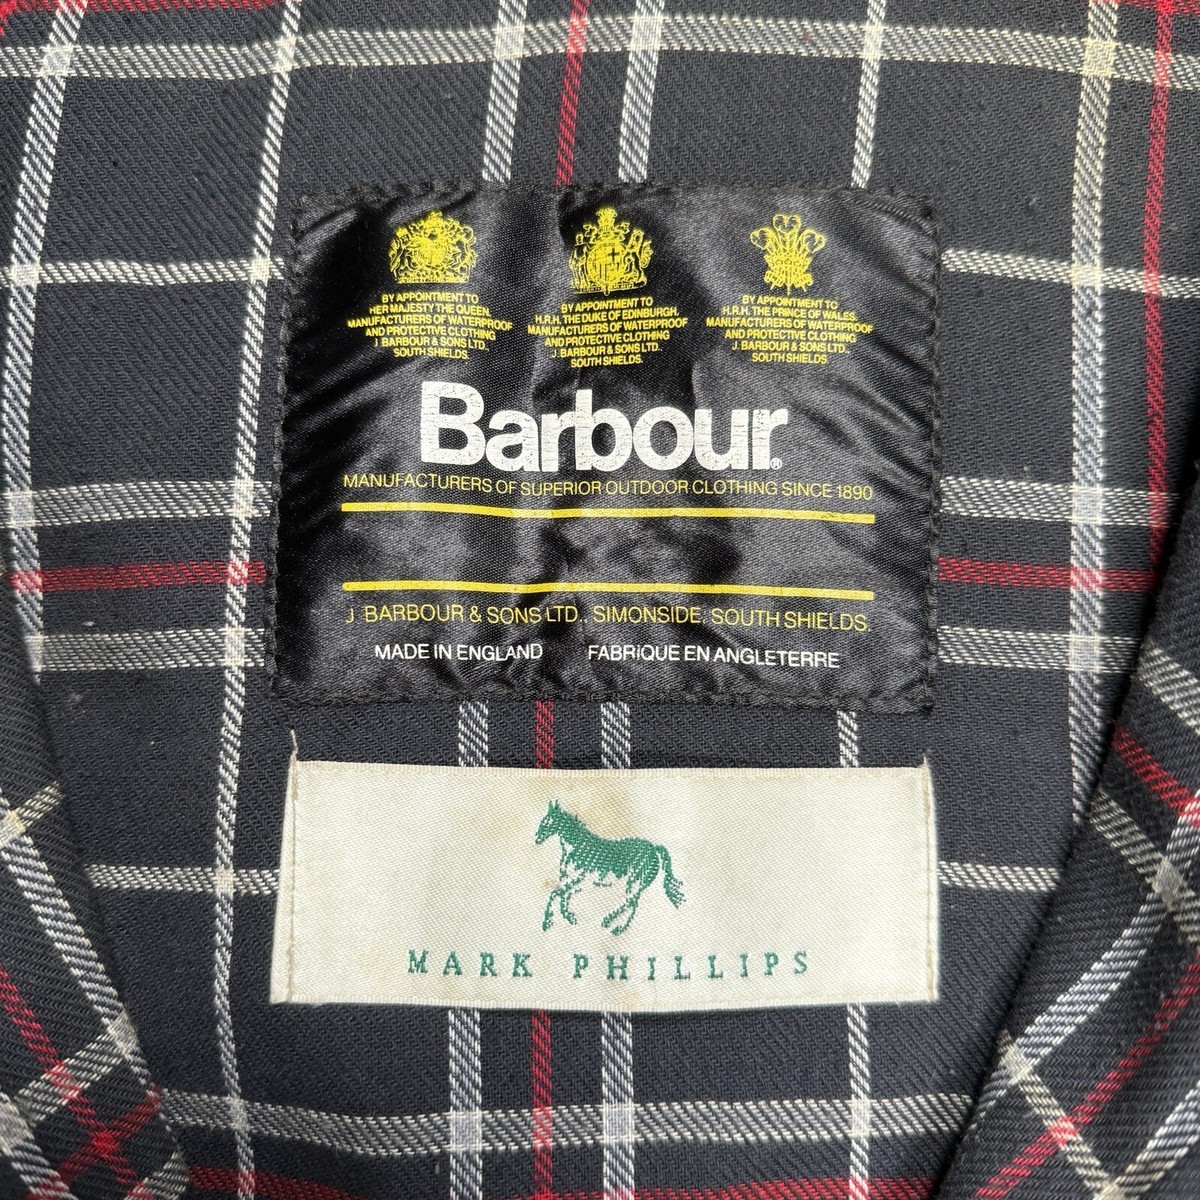 BY APPOINTMENT TO
HER MAJESTY THE QUEEN.
MANUFACTURERS OF WATERPROOF
AND PROTECTIVE CLOTHING
J. BARBOUR & SONS LTD.,
SOUTH SHIELDS.
BY APPOINTMENT TO
H.R.H. THE DUKE OF EDINBURGH.
MANUFACTURERS OF WATERPROOF
AND PROTECTIVE CLOTHING
J. BARBOUR & SONS LTD.,
SOUTH SHIELDS.
BY APPOINTMENT TO
H.R.H. THE PRINCE OF WALES.
MANUFACTURERS OF WATERPROOF
AND PROTECTIVE CLOTHING
J. BARBOUR & SONS LTD.,
SOUTH SHIELDS.
Barbour®
MANUFACTURERS OF SUPERIOR OUTDOOR CLOTHING SINCE 1890
J. BARBOUR & SONS LTD., SIMONSIDE, SOUTH SHIELDS.
MADE IN ENGLAND FABRIQUE EN ANGLETERRE
MARK PHILLIPS